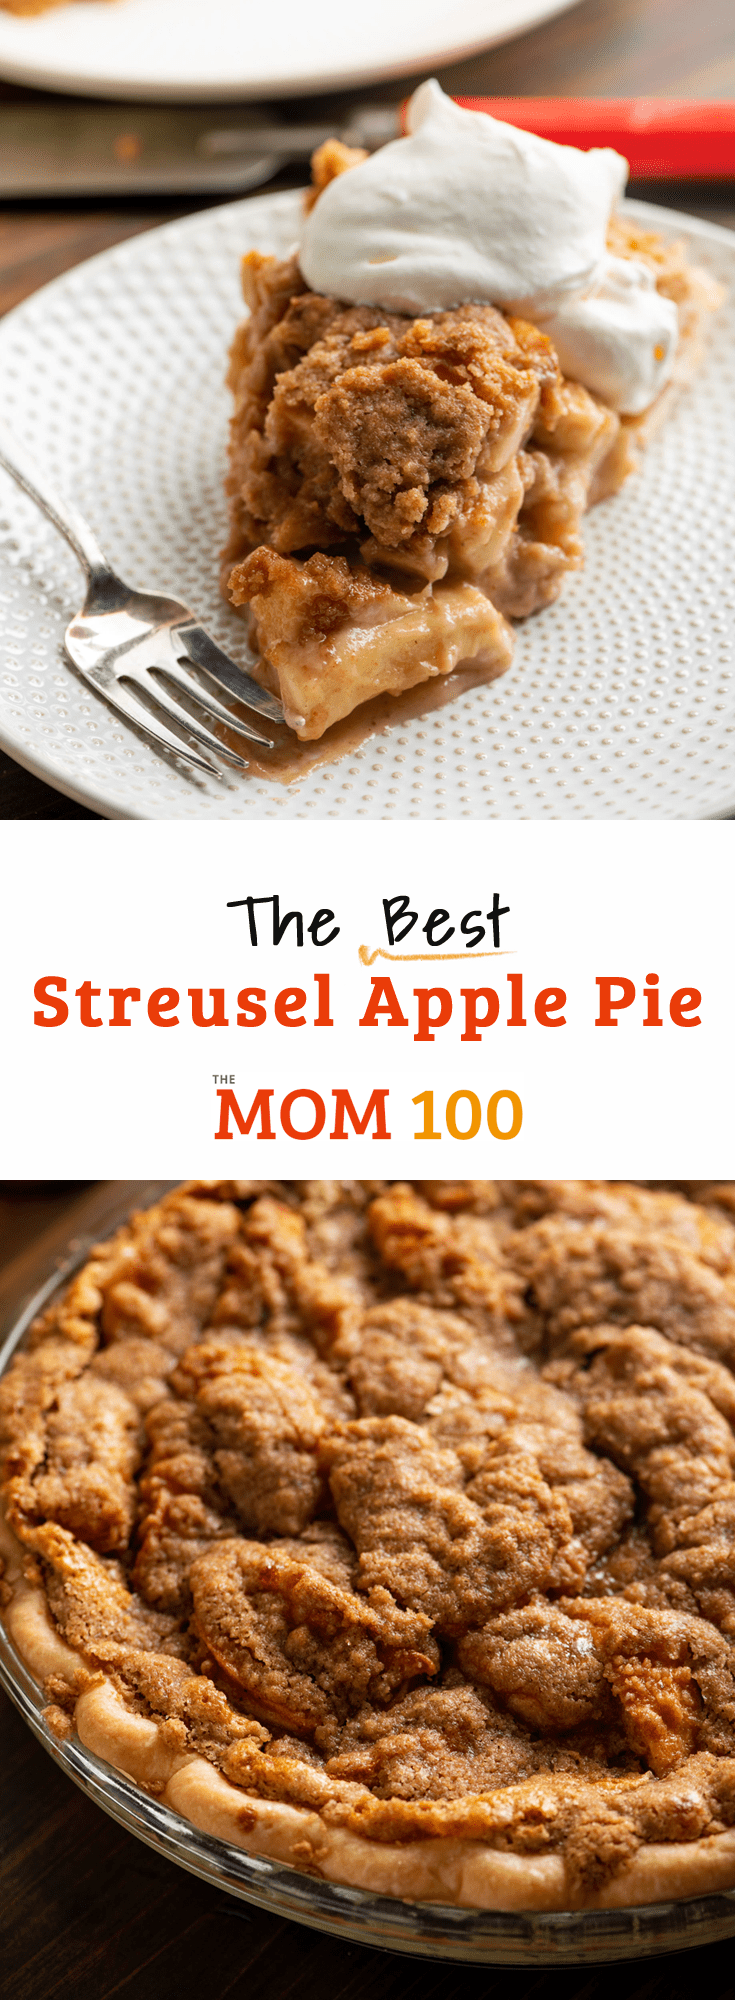 The Best
Streusel Apple Pie
THE
MOM 100